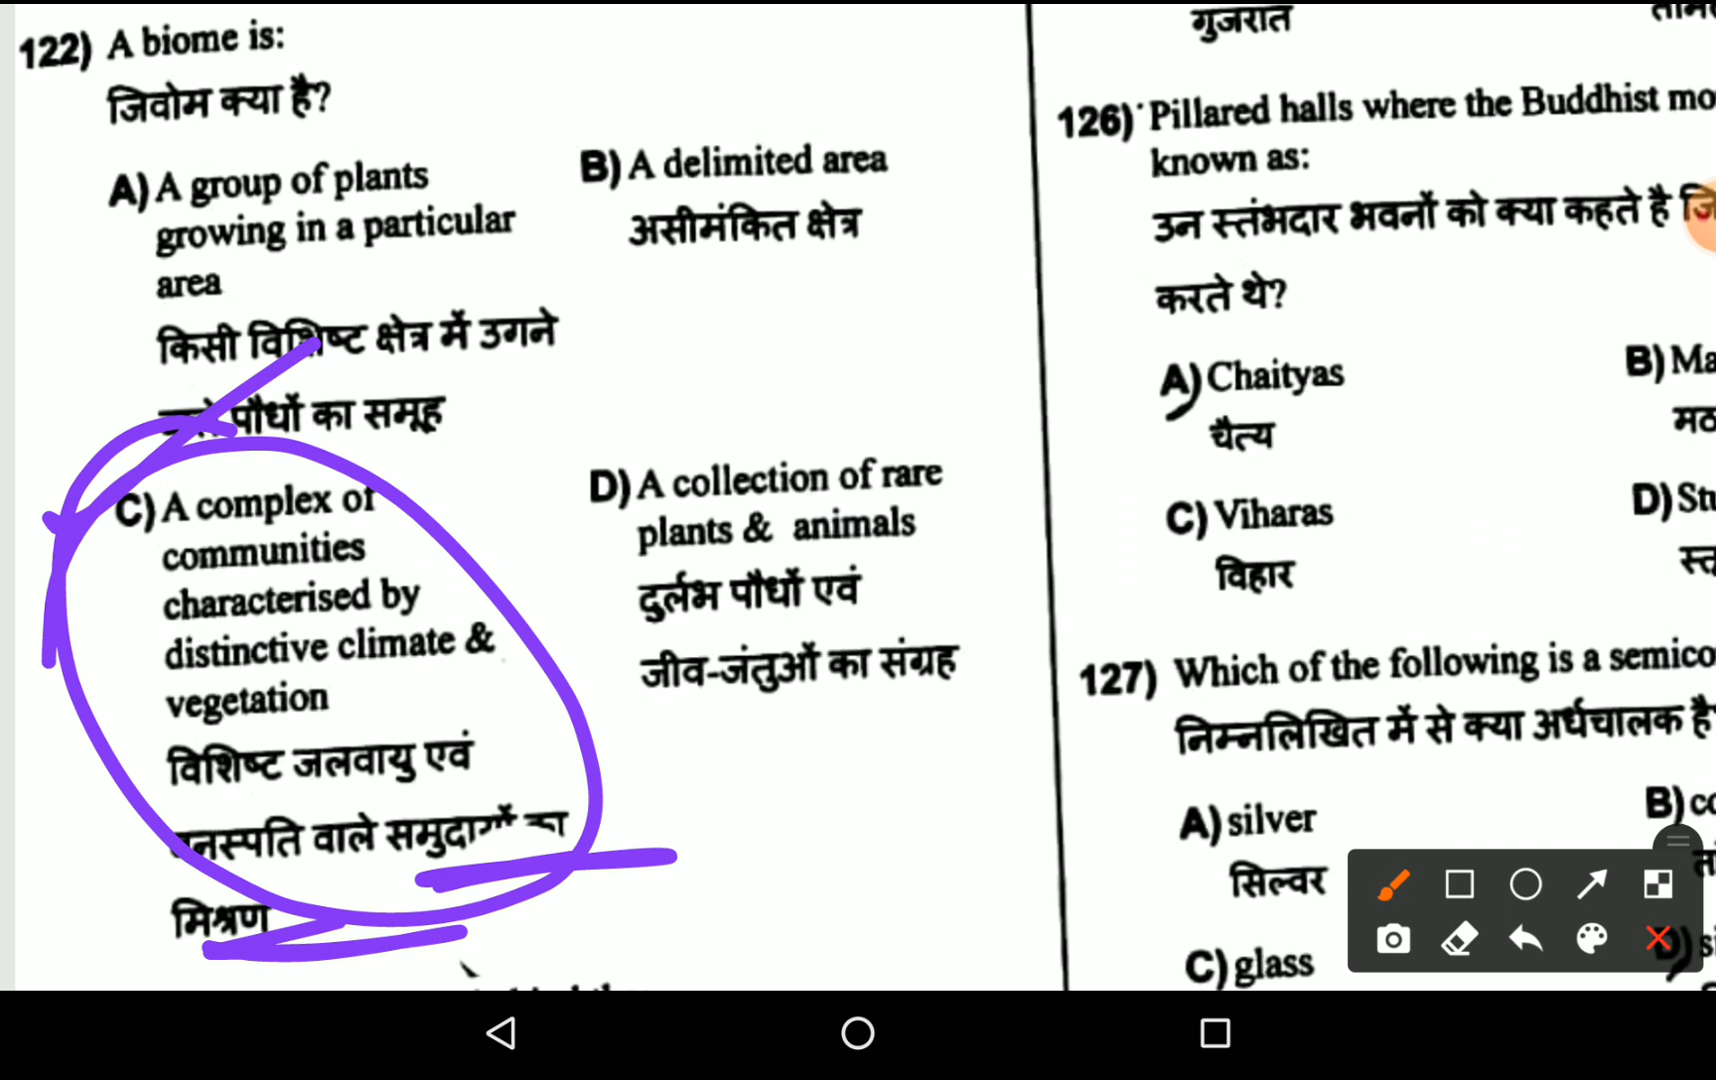 122) A biome is:
जिवोम क्या है?
A) A group of plants
growing in a particular
area
किसी विशिष्ट क्षेत्र में उगने
पौधों का समूह
B) A delimited area
असीमंकित क्षेत्र
C) A complex of
communities
characterised by
distinctive climate &
vegetation
विशिष्ट जलवायु एवं
वनस्पति वाले समुदायों का
मिश्रण
D) A collection of rare
plants & animals
दुर्लभ पौधों एवं
जीव-जंतुओं का संग्रह
गुजरात
126) Pillared halls where the Buddhist
known as:
उन स्तंभदार भवनों को क्या कहते है
करते थे?
A) Chaityas
चैत्य
B)
C) Viharas
विहार
D)
127) Which of the following is a
निम्नलिखित में से क्या अर्धचालक है
A) silver
सिल्वर
B)
C) glass
D)